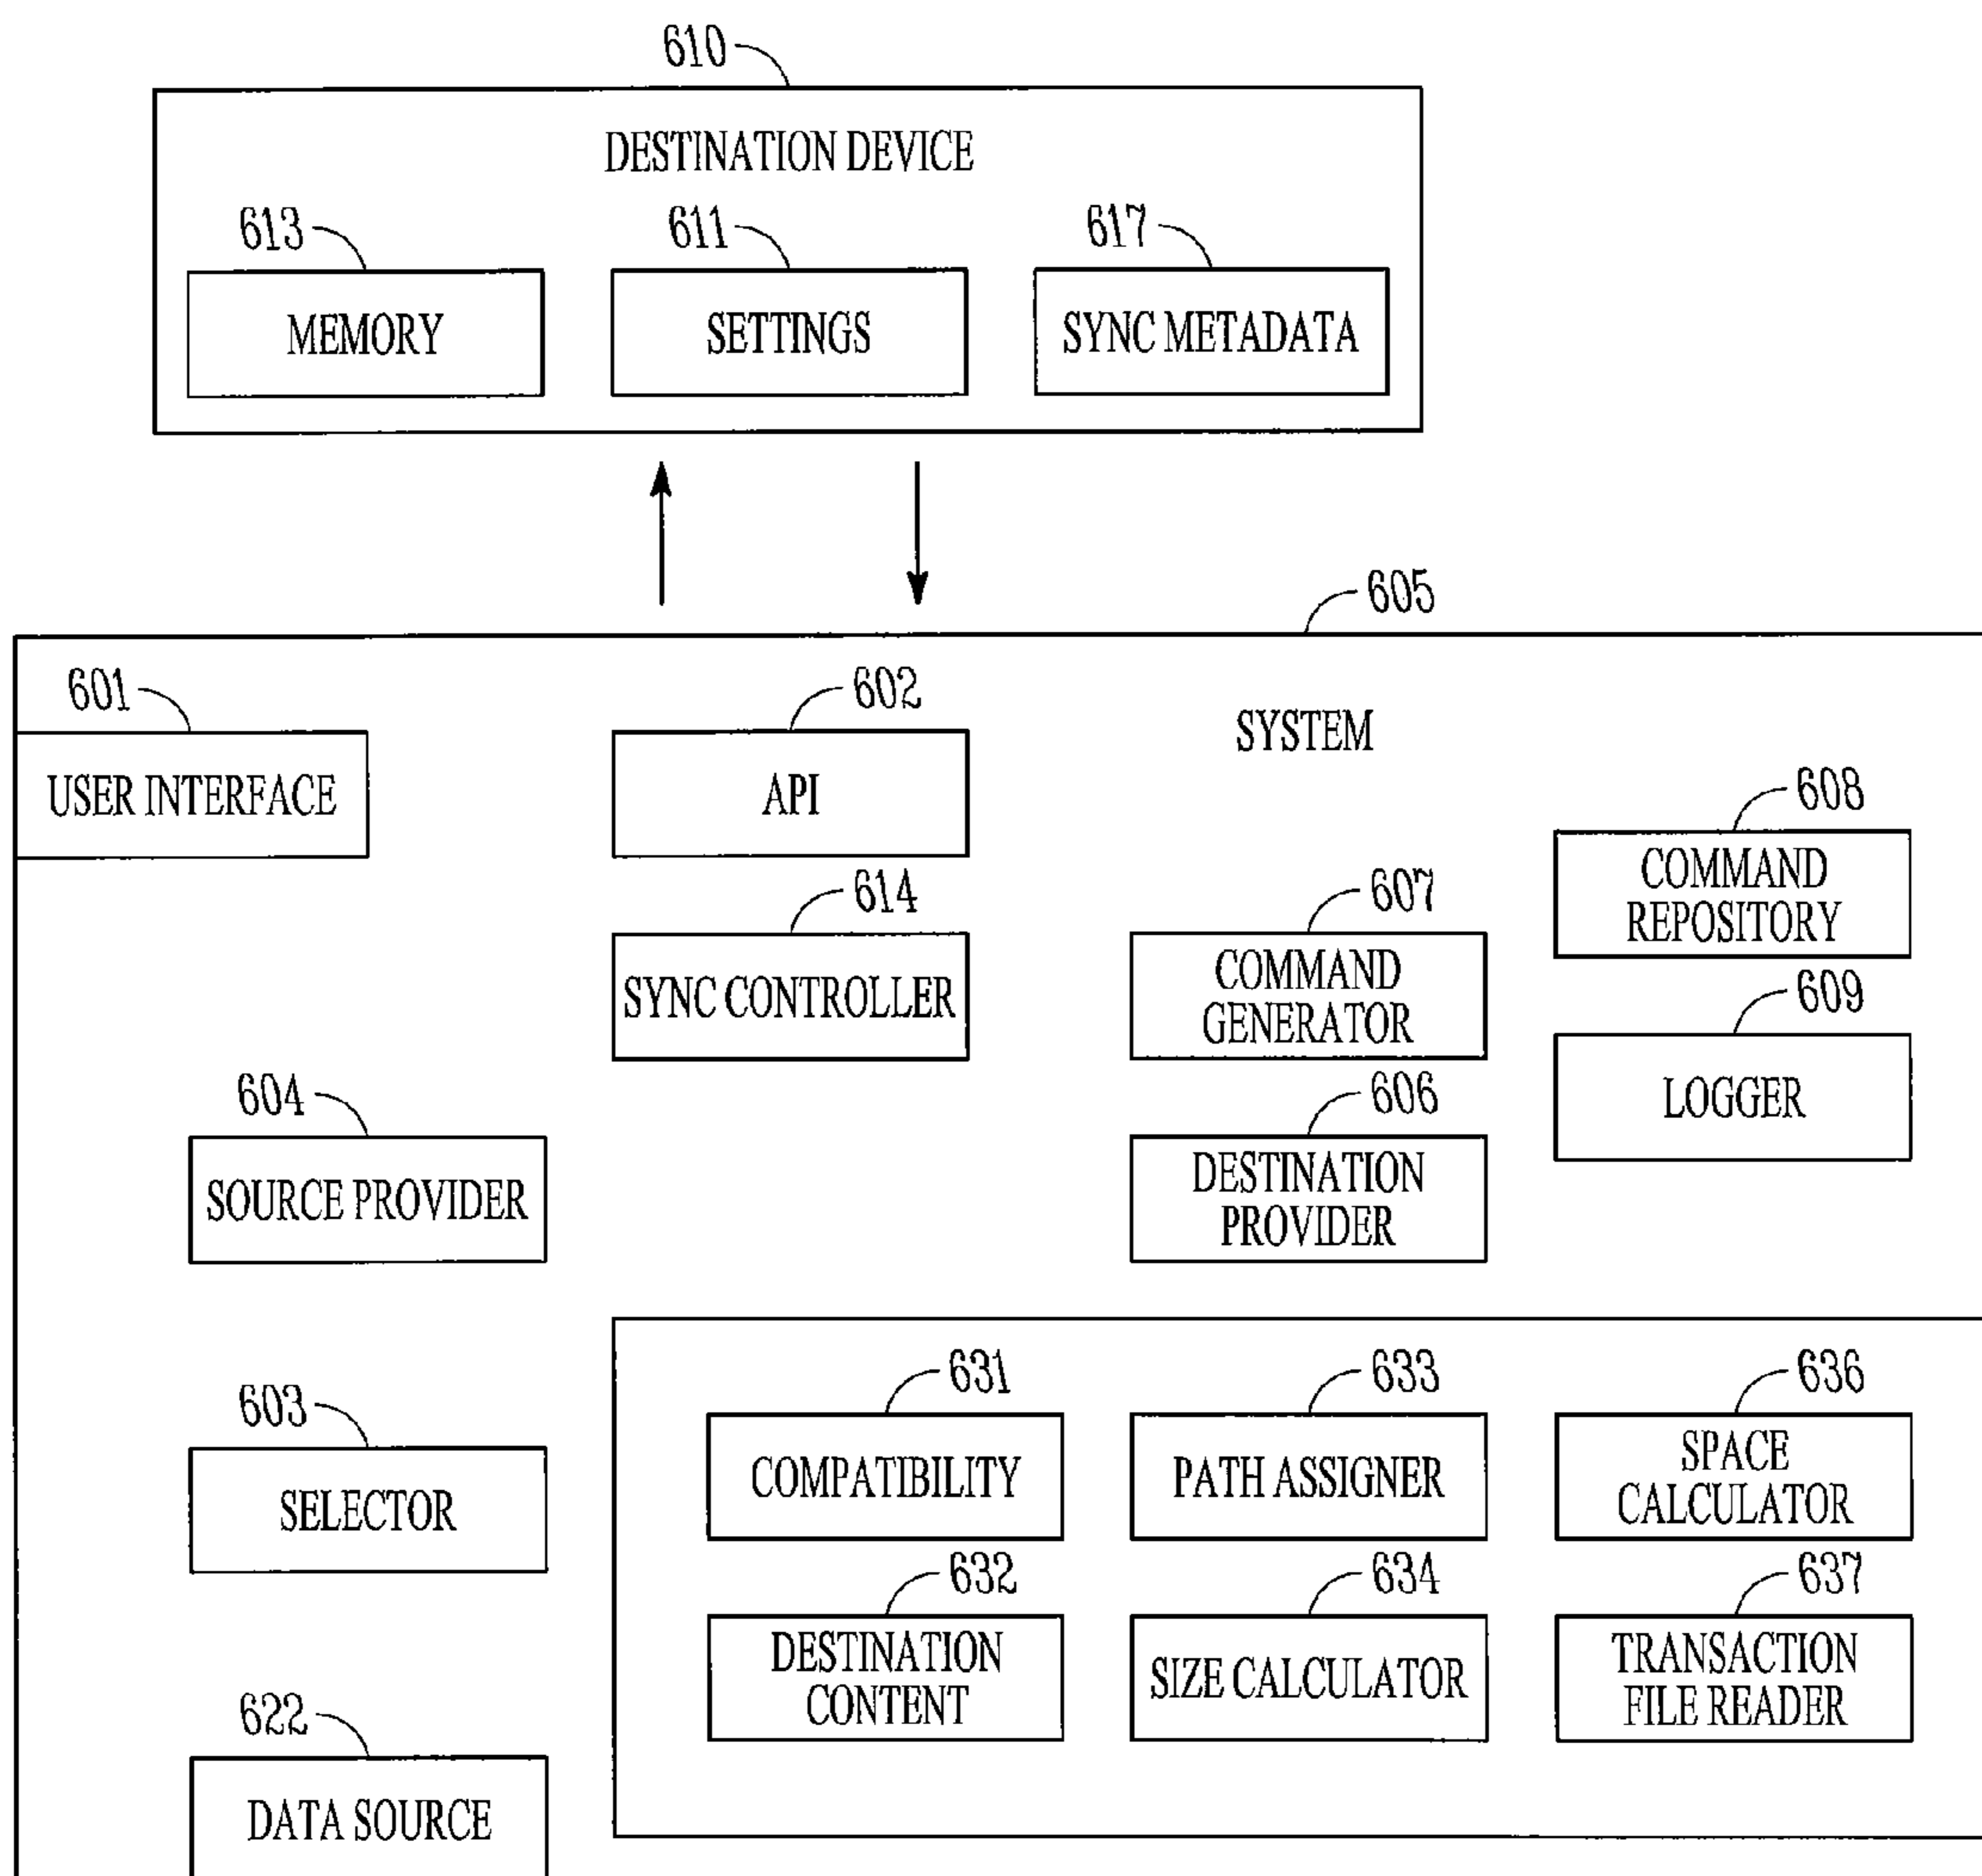 610
DESTINATION DEVICE
613
611
617
MEMORY
SETTINGS
SYNC METADATA
605
601
602
SYSTEM
USER INTERFACE
API
608
COMMAND
REPOSITORY
614
607
SYNC CONTROLLER
COMMAND
GENERATOR
609
LOGGER
604
606
SOURCE PROVIDER
DESTINATION
PROVIDER
631
633
636
603
COMPATIBILITY
PATH ASSIGNER
SPACE
CALCULATOR
SELECTOR
632
634
637
DESTINATION
CONTENT
SIZE CALCULATOR
TRANSACTION
FILE READER
622
DATA SOURCE